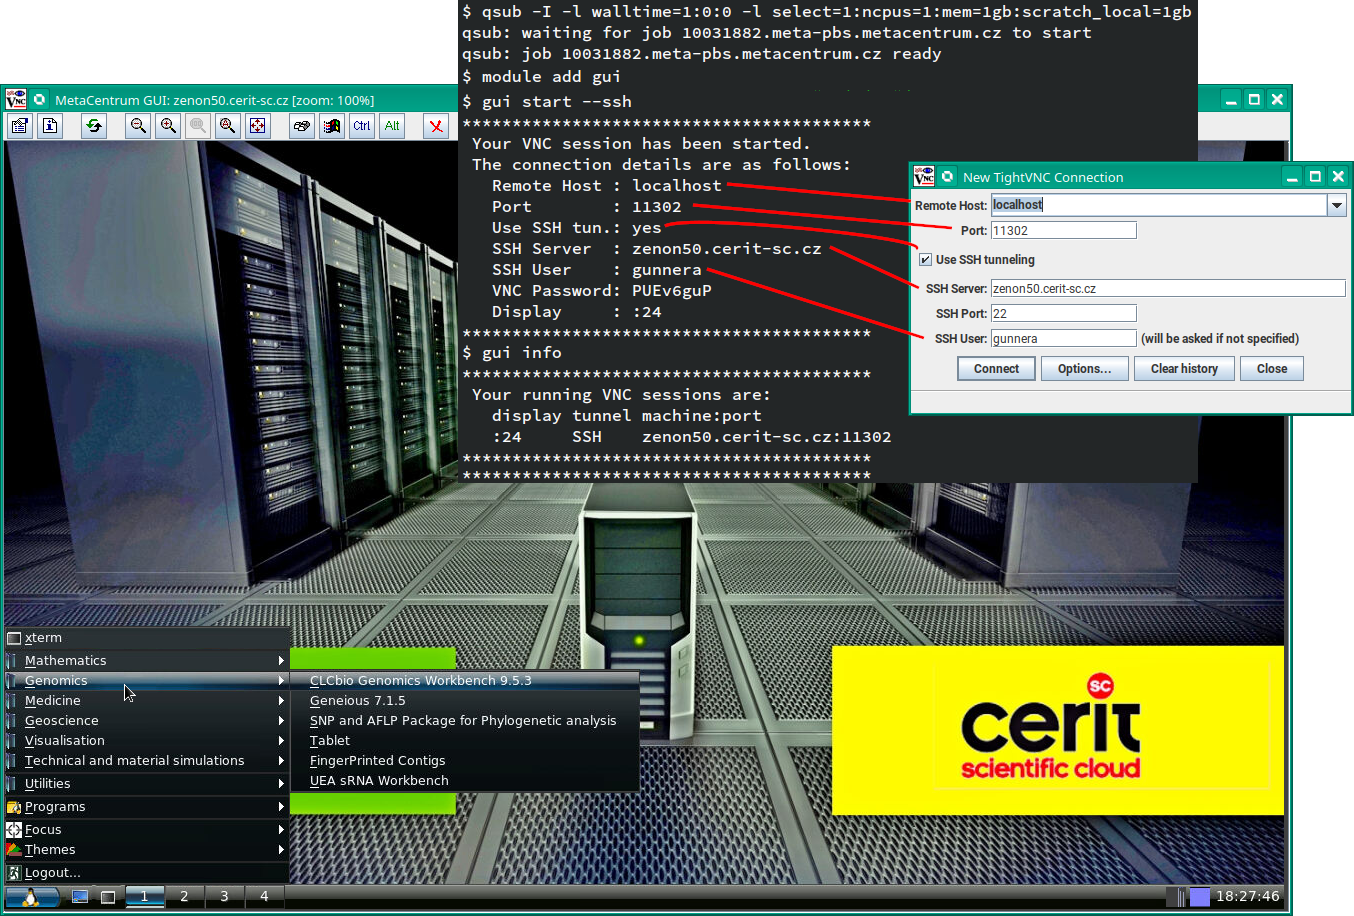 $ qsub -I -l walltime=1:0:0 -l select=1:ncpus=1:mem=1gb:scratch_local=1gb
qsub: waiting for job 10031882.meta-pbs.metacentrum.cz to start
qsub: job 10031882.meta-pbs.metacentrum.cz ready
$ module add gui
$ gui start --ssh
*****************************************
Your VNC session has been started.
The connection details are as follows:
Remote Host : localhost
Port : 11302
Use SSH tun.: yes
SSH Server : zenon50.cerit-sc.cz
SSH User : gunnera
VNC Password: PUEv6guP
Display : :24
*****************************************
$ gui info
*****************************************
Your running VNC sessions are:
display tunnel machine:port
:24 SSH zenon50.cerit-sc.cz:11302
*****************************************
*****************************************
VNC MetaCentrum GUI: zenon50.cerit-sc.cz [zoom: 100%]
Ctrl Alt
VNC New TightVNC Connection
Remote Host: localhost
Port: 11302
Use SSH tunneling
SSH Server: zenon50.cerit-sc.cz
SSH Port: 22
SSH User: gunnera (will be asked if not specified)
Connect Options... Clear history Close
xterm
Mathematics
Genomics
Medicine
Geoscience
Visualisation
Technical and material simulations
Utilities
Programs
Focus
Themes
Logout...
CLCbio Genomics Workbench 9.5.3
Geneious 7.1.5
SNP and AFLP Package for Phylogenetic analysis
Tablet
FingerPrinted Contigs
UEA sRNA Workbench
sc
cerit
scientific cloud
1 2 3 4
18:27:46